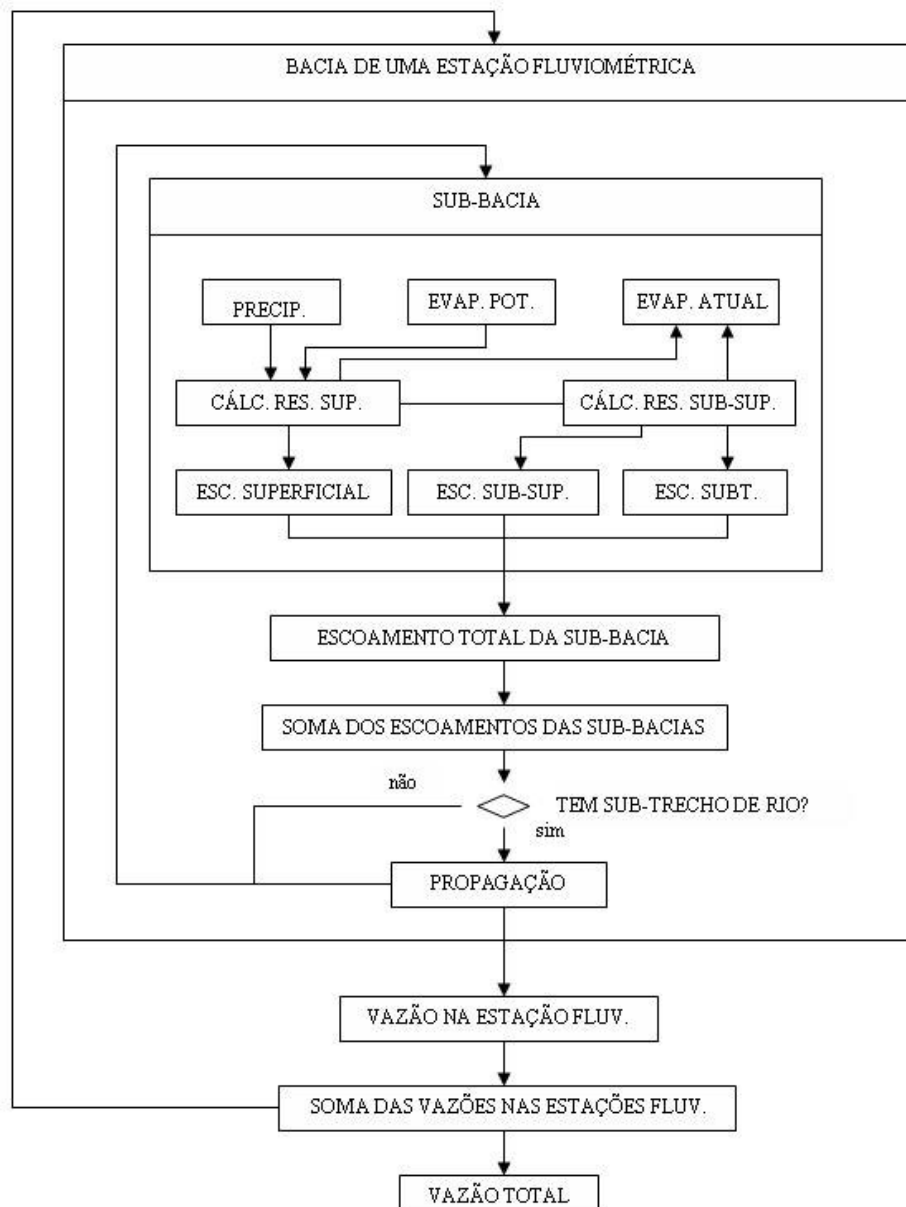 BACIA DE UMA ESTAÇÃO FLUVIOMÉTRICA
SUB-BACIA
PRECIP.
EVAP. POT.
EVAP. ATUAL
CÁLC. RES. SUP.
CÁLC. RES. SUB-SUP.
ESC. SUPERFICIAL
ESC. SUB-SUP.
ESC. SUBT.
ESCOAMENTO TOTAL DA SUB-BACIA
SOMA DOS ESCOAMENTOS DAS SUB-BACIAS
não
TEM SUB-TRECHO DE RIO?
sim
PROPAGAÇÃO
VAZÃO NA ESTAÇÃO FLUV.
SOMA DAS VAZÕES NAS ESTAÇÕES FLUV.
VAZÃO TOTAL